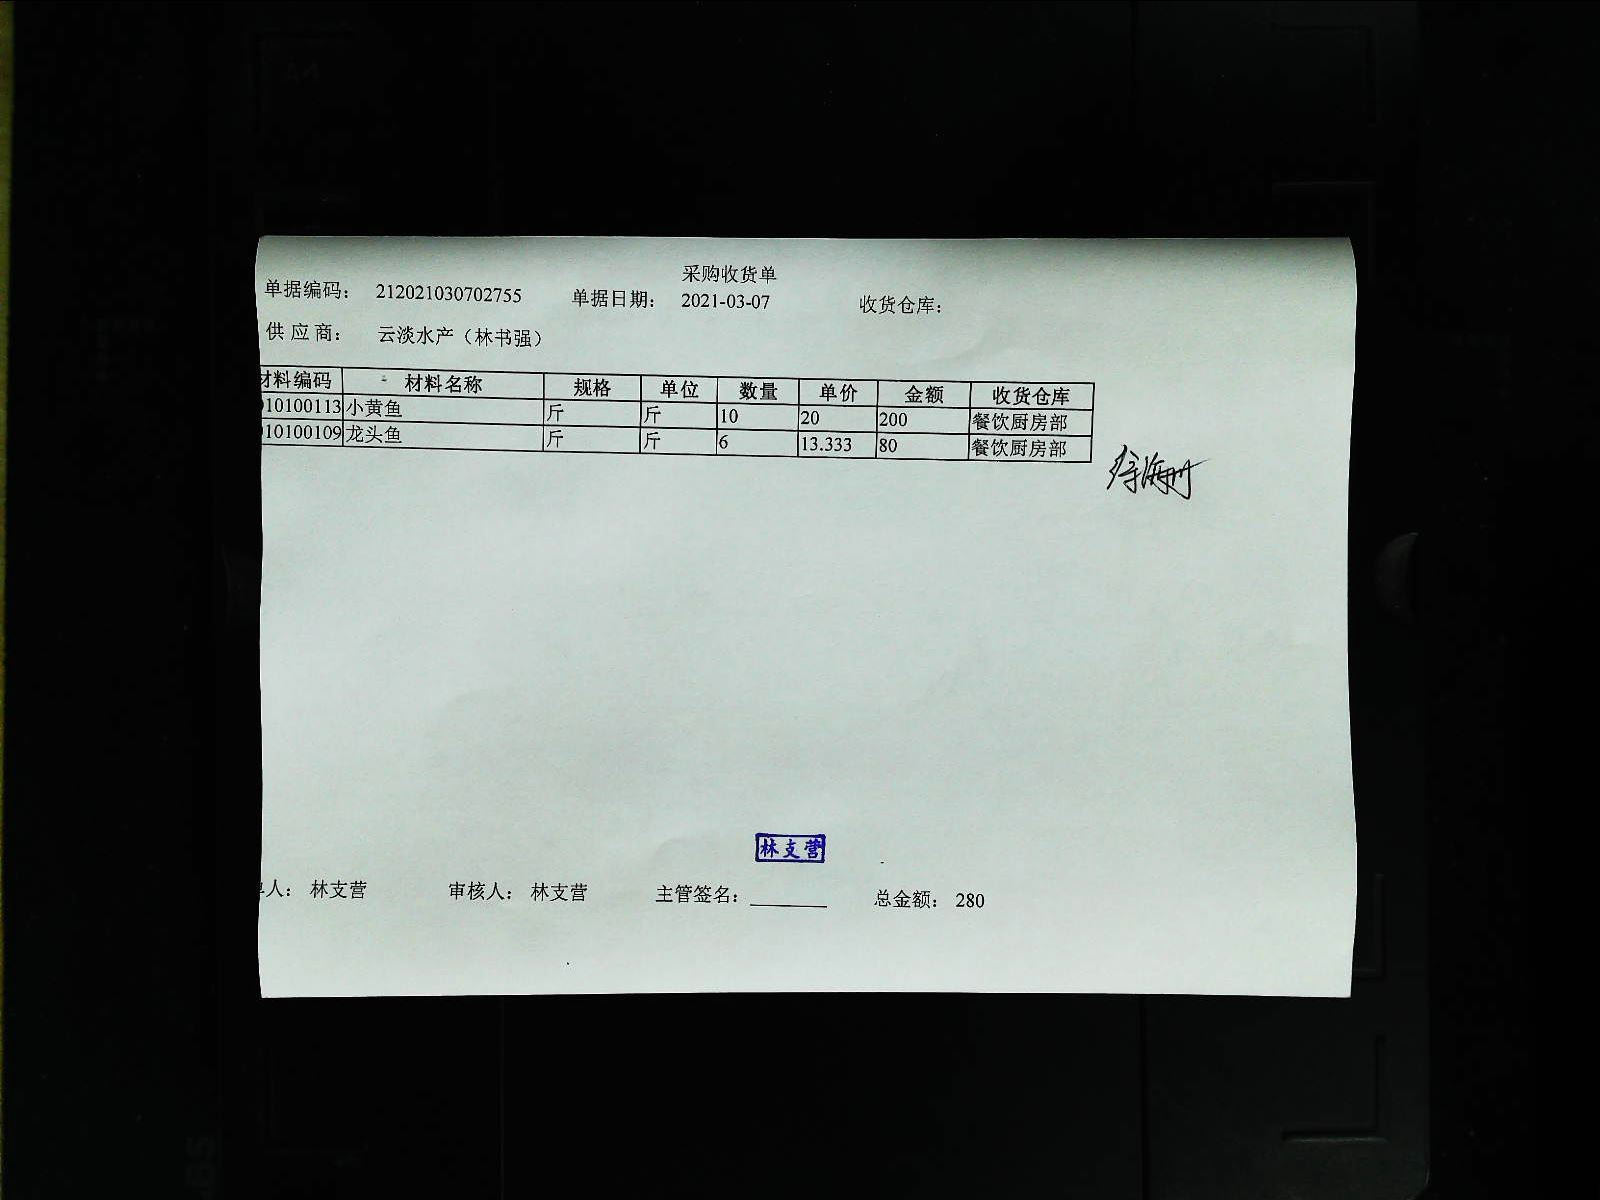 采购收货单
单据编码： 212021030702755 单据日期： 2021-03-07 收货仓库：
供应商： 云淡水产（林书强）
材料编码 材料名称 规格 单位 数量 单价 金额 收货仓库
10100113 小黄鱼 斤 斤 10 20 200 餐饮厨房部
10100109 龙头鱼 斤 斤 6 13.333 80 餐饮厨房部
林支营
人： 林支营 审核人： 林支营 主管签名： 总金额： 280